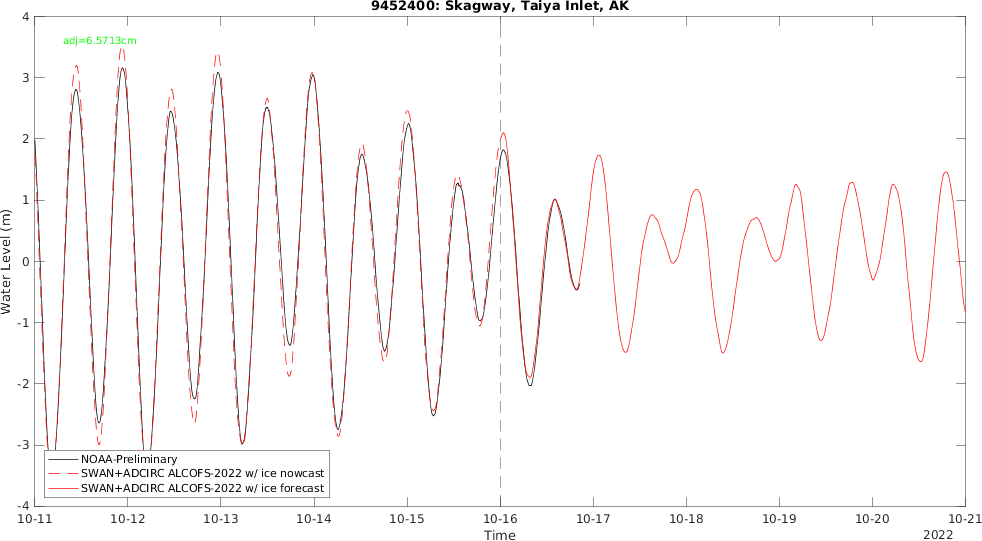 9452400: Skagway, Taiya Inlet, AK
adj=6.5713cm
4
3
2
1
0
-1
-2
-3
-4
Water Level (m)
NOAA-Preliminary
SWAN+ADCIRC ALCOFS-2022 w/ ice nowcast
SWAN+ADCIRC ALCOFS-2022 w/ ice forecast
10-11 10-12 10-13 10-14 10-15 10-16 10-17 10-18 10-19 10-20 10-21
Time
2022